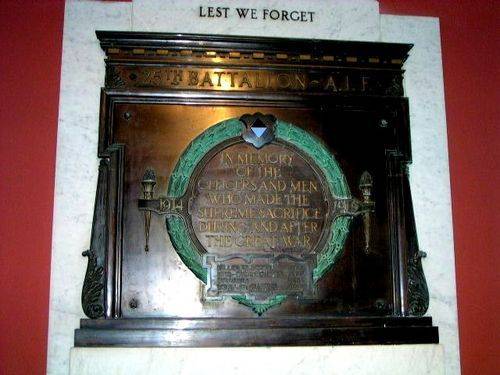 LEST WE FORGET
25TH BATTALION - A.I.F.
IN MEMORY
OF THE
OFFICERS AND MEN
WHO MADE THE
SUPREME SACRIFICE
DURING AND AFTER
THE GREAT WAR
1914
1918